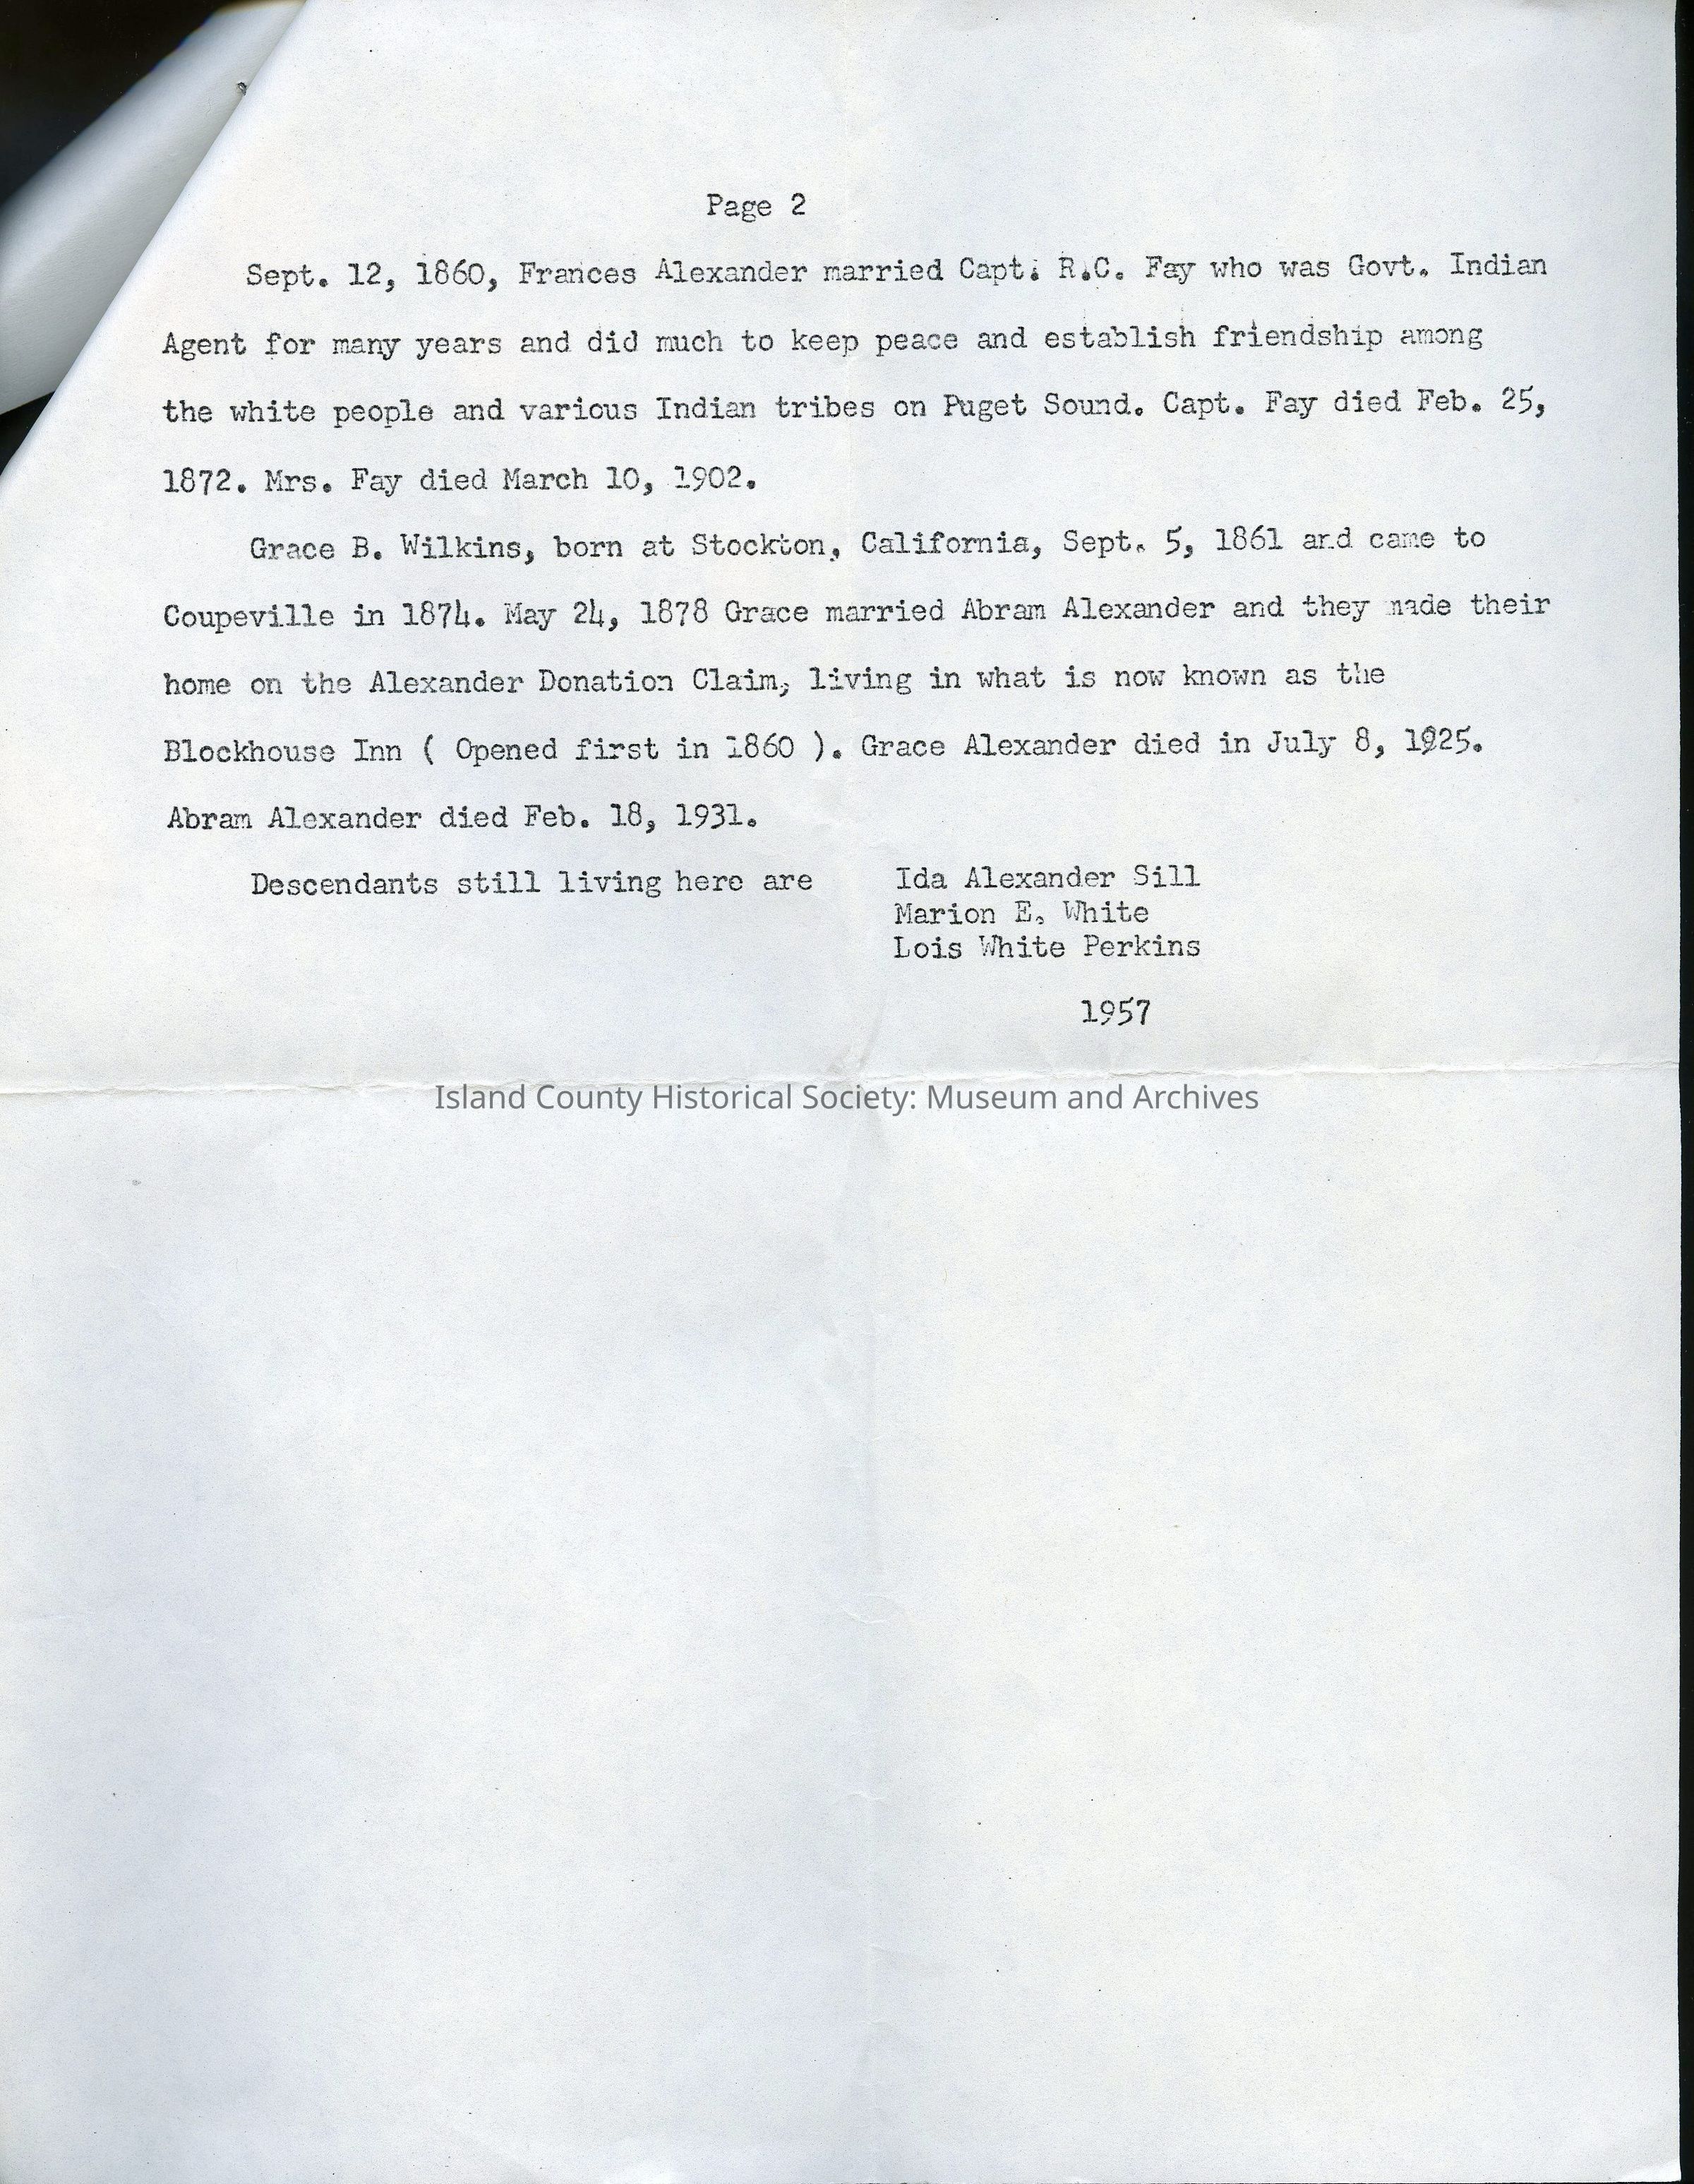 Page 2
Sept. 12, 1860, Frances Alexander married Capt. R.C. Fay who was Govt. Indian
Agent for many years and did much to keep peace and establish friendship among
the white people and various Indian tribes on Puget Sound. Capt. Fay died Feb. 25,
1872. Mrs. Fay died March 10, 1902.
Grace B. Wilkins, born at Stockton, California, Sept. 5, 1861 and came to
Coupeville in 1874. May 24, 1878 Grace married Abram Alexander and they made their
home on the Alexander Donation Claim, living in what is now known as the
Blockhouse Inn ( Opened first in 1860 ). Grace Alexander died in July 8, 1925.
Abram Alexander died Feb. 18, 1931.
Descendants still living here are Ida Alexander Sill
Marion E. White
Lois White Perkins
1957
Island County Historical Society: Museum and Archives